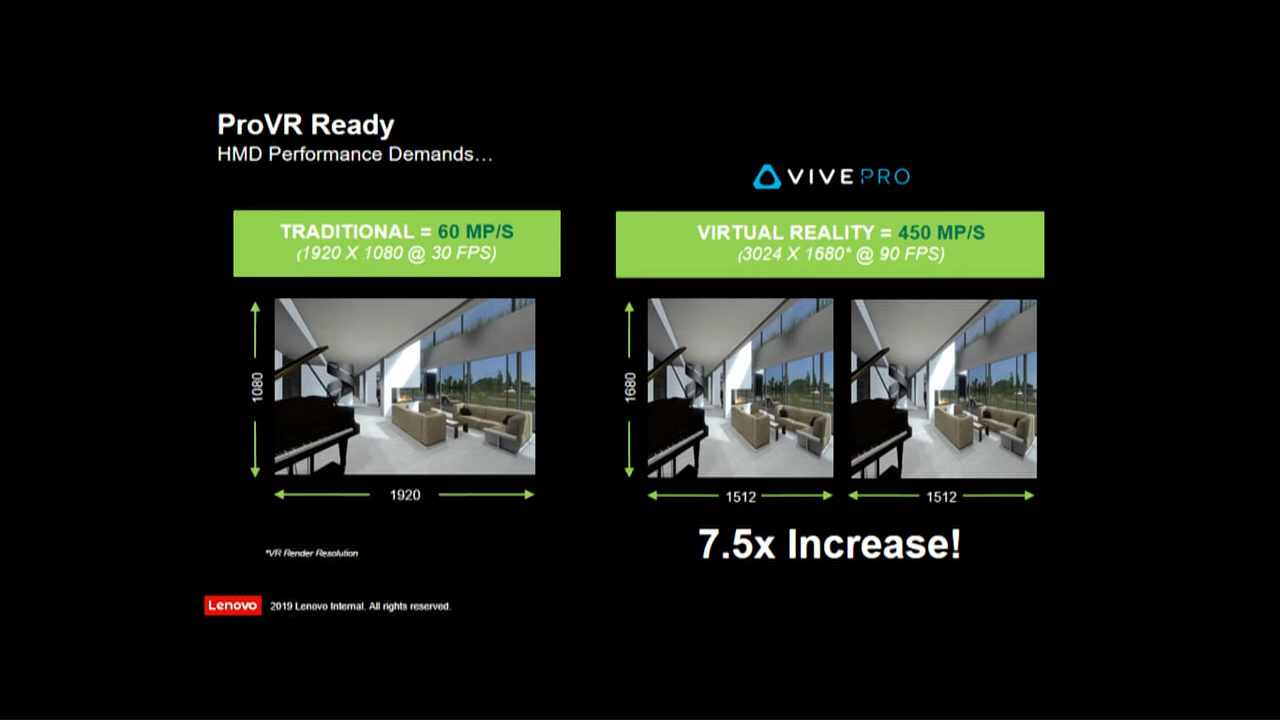 ProVR Ready
HMD Performance Demands…
VIVEPRO
TRADITIONAL = 60 MP/S
(1920 X 1080 @ 30 FPS)
VIRTUAL REALITY = 450 MP/S
(3024 X 1680* @ 90 FPS)
1080
1920
1680
1512
1512
7.5x Increase!
*VR Render Resolution
Lenovo
2019 Lenovo Internal. All rights reserved.